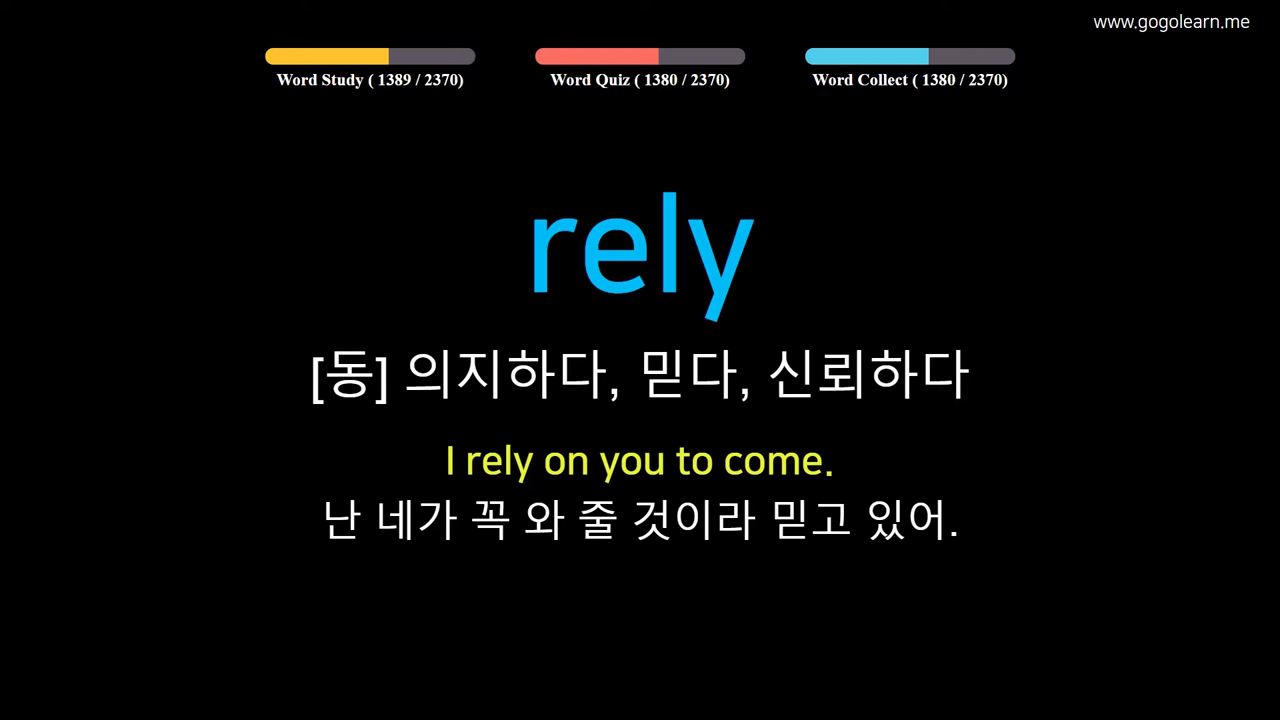 www.gogolearn.me
Word Study ( 1389 / 2370)
Word Quiz ( 1380 / 2370)
Word Collect ( 1380 / 2370)
rely
[동] 의지하다, 믿다, 신뢰하다
I rely on you to come.
난 네가 꼭 와 줄 것이라 믿고 있어.